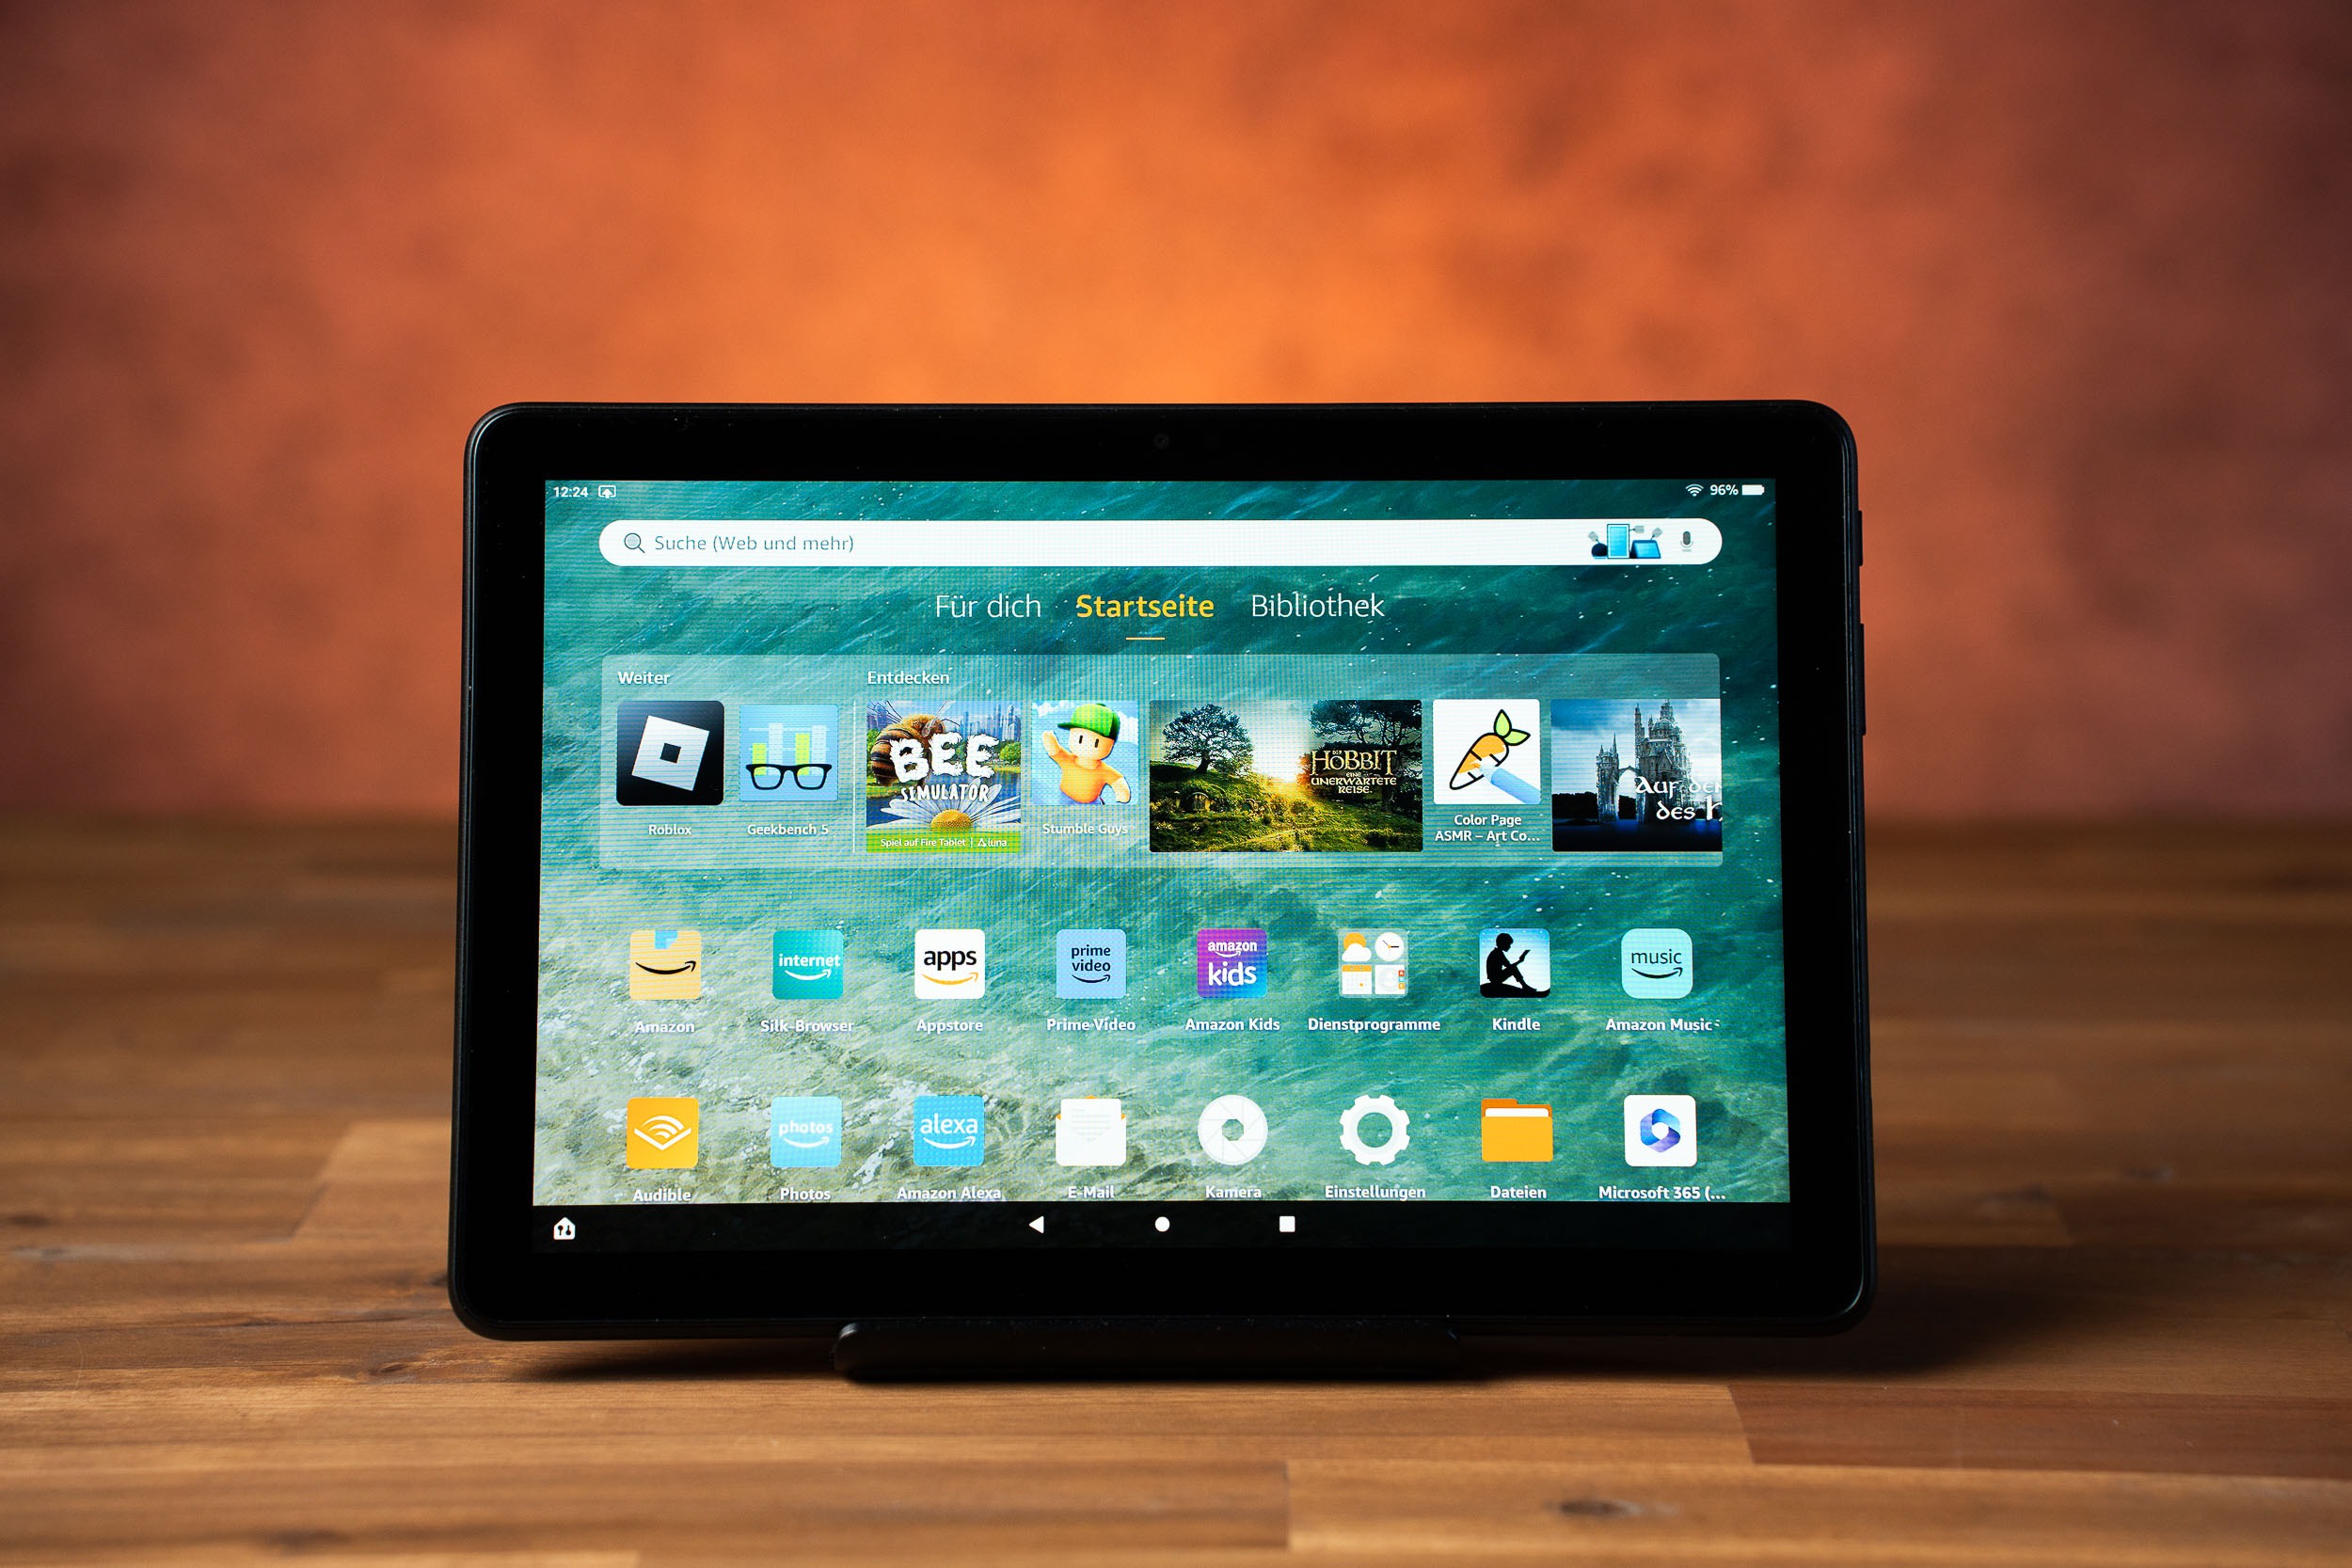 12:24
96%
Suche (Web und mehr)
Für dich Startseite Bibliothek
Weiter
Entdecken
BEE
SIMULATOR
Spiel auf Fire Tablet | luna
DER
HOBBIT
EINE
UNERWARTETE
REISE
Auf
des
Roblox
Geekbench 5
Stumble Guys
Color Page
ASMR – Art Co...
internet
apps
prime
video
amazon
kids
music
Amazon
Silk-Browser
Appstore
Prime Video
Amazon Kids
Dienstprogramme
Kindle
Amazon Music
photos
alexa
Audible
Photos
Amazon Alexa
E-Mail
Kamera
Einstellungen
Dateien
Microsoft 365 (...